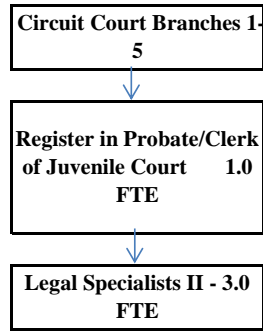 Circuit Court Branches 1-
5
Register in Probate/Clerk
of Juvenile Court 1.0
FTE
Legal Specialists II - 3.0
FTE